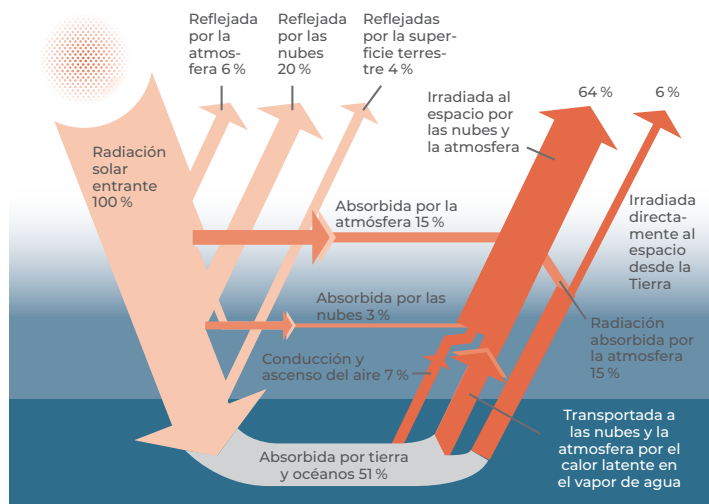 Reflejada
por la
atmos-
fera 6 %
Reflejada
por las
nubes
20 %
Reflejadas
por la super-
ficie terres-
tre 4 %
Irradiada al
espacio por
las nubes y
la atmosfera
64 %
6 %
Radiación
solar
entrante
100 %
Absorbida por la
atmósfera 15 %
Irradiada
directa-
mente al
espacio
desde la
Tierra
Absorbida por las
nubes 3 %
Radiación
absorbida por
la atmosfera
15 %
Conducción y
ascenso del aire 7 %
Transportada a
las nubes y la
atmosfera por el
calor latente en
el vapor de agua
Absorbida por tierra
y océanos 51 %